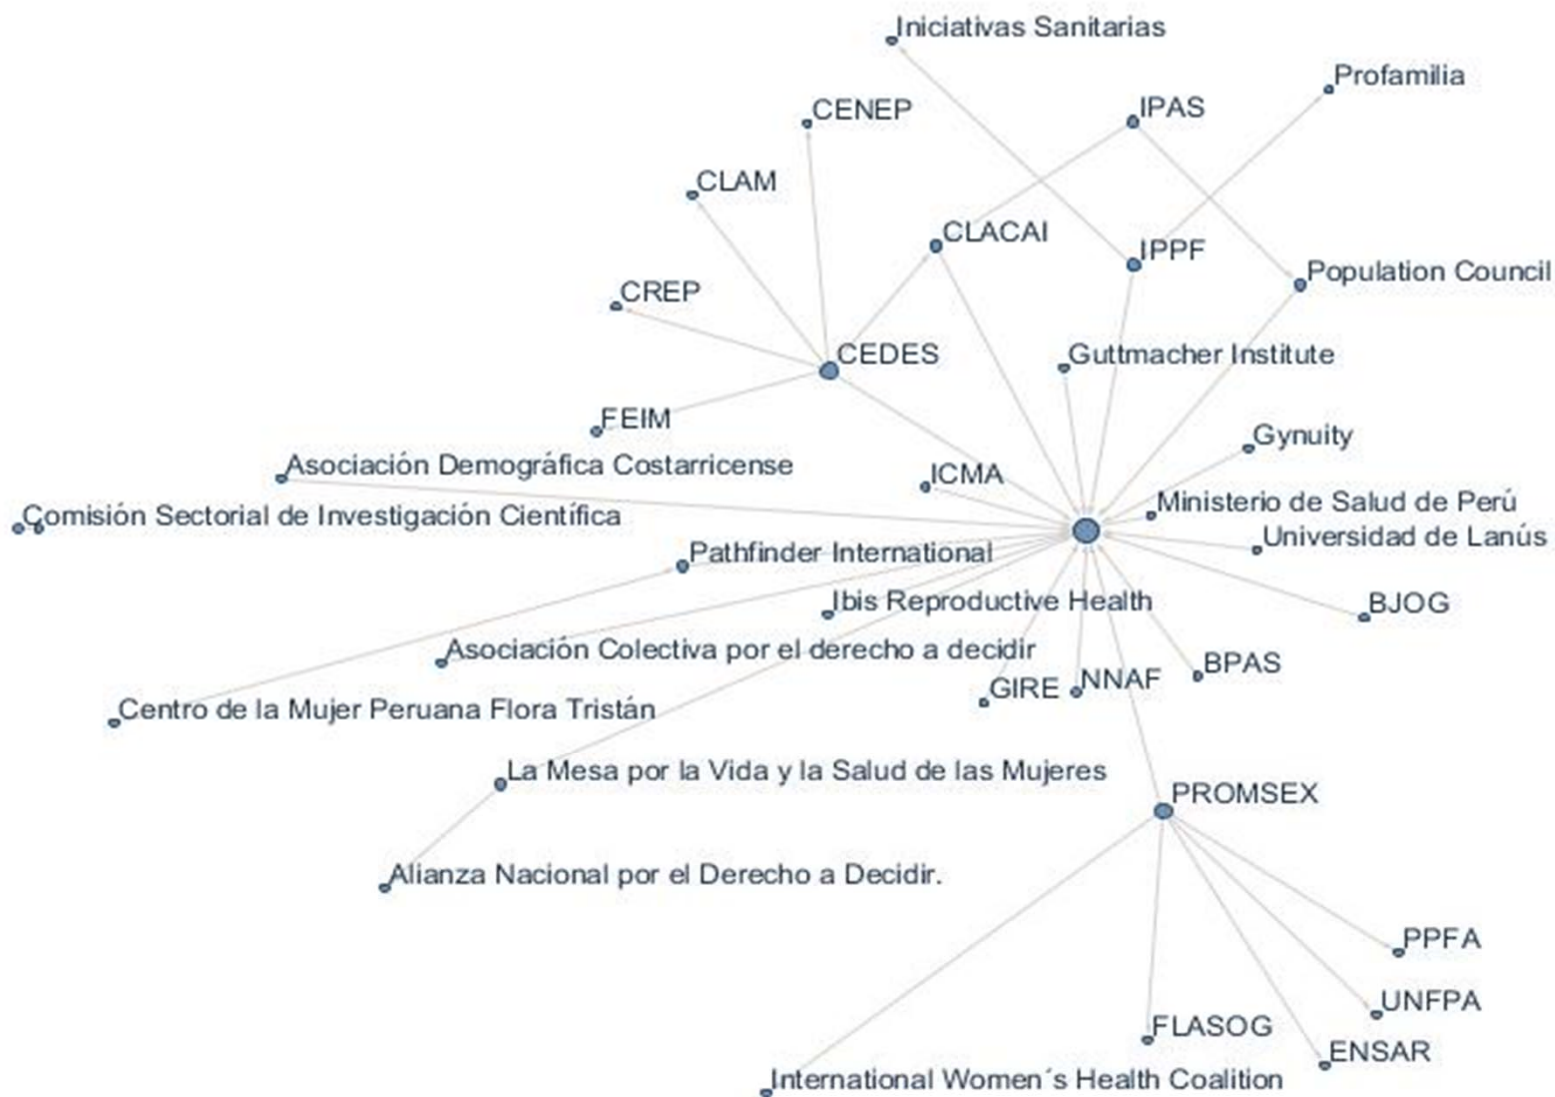 Iniciativas Sanitarias
Profamilia
IPAS
CENEP
CLAM
CLACAI
IPPF
Population Council
CREP
CEDES
Guttmacher Institute
FEIM
Gynuity
Asociación Demográfica Costarricense
ICMA
Ministerio de Salud de Perú
Comisión Sectorial de Investigación Científica
Universidad de Lanús
Pathfinder International
Ibis Reproductive Health
BJOG
Asociación Colectiva por el derecho a decidir
BPAS
GIRE
NNAF
Centro de la Mujer Peruana Flora Tristán
La Mesa por la Vida y la Salud de las Mujeres
PROMSEX
Alianza Nacional por el Derecho a Decidir.
PPFA
UNFPA
FLASOG
ENSAR
International Women´s Health Coalition